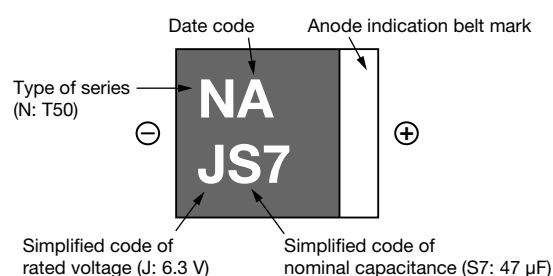 Date code
Anode indication belt mark
Type of series
(N: T50)
NA
JS7
⊖
⊕
Simplified code of
rated voltage (J: 6.3 V)
Simplified code of
nominal capacitance (S7: 47 µF)